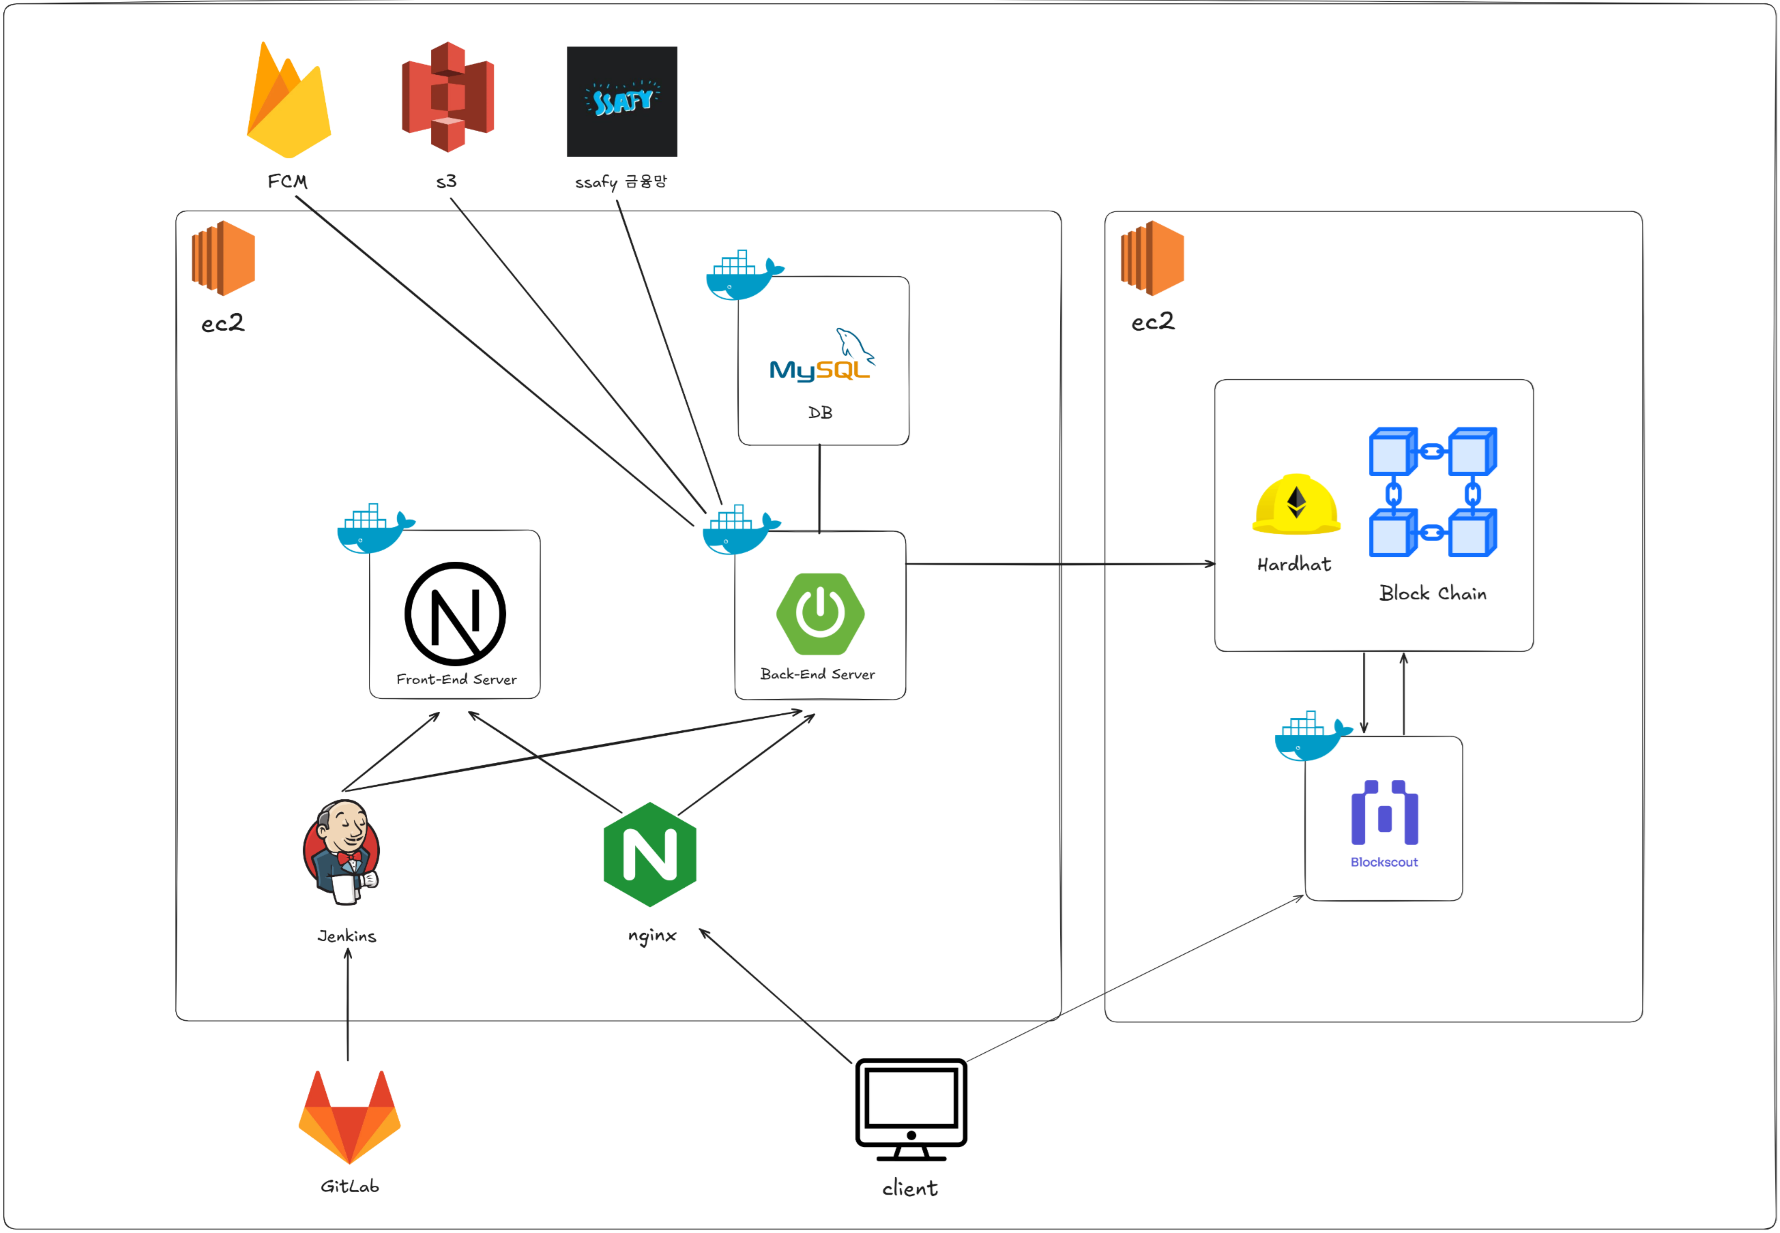 SSAFY
FCM
s3
ssafy 금융망
ec2
ec2
MySQL
DB
Hardhat
Block Chain
Front-End Server
Back-End Server
Blockscout
Jenkins
nginx
GitLab
client